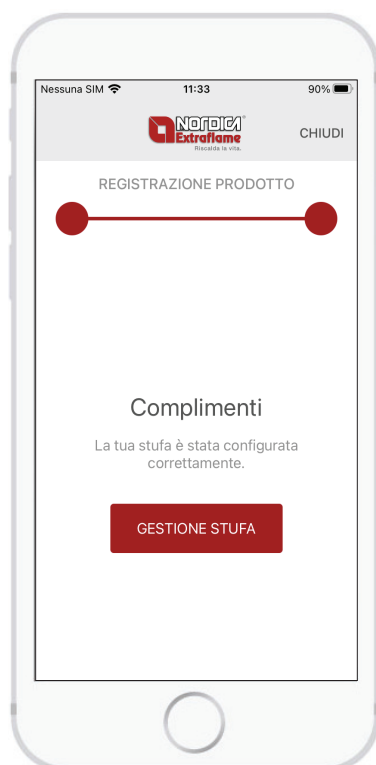 Nessuna SIM 11:33 90%
NORDICA
Extraflame
Riscalda la vita.
CHIUDI
REGISTRAZIONE PRODOTTO
Complimenti
La tua stufa è stata configurata
correttamente.
GESTIONE STUFA